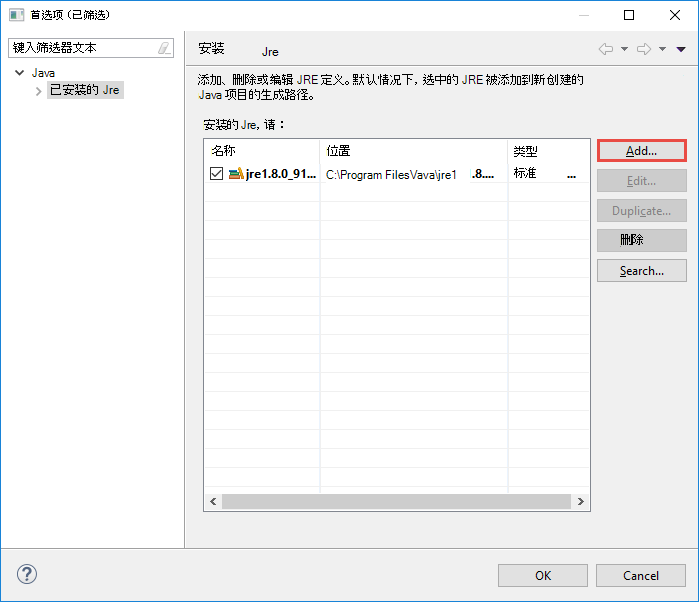 首选项 (已筛选)
键入筛选器文本
Java
已安装的 Jre
安装 Jre
添加、删除或编辑 JRE 定义。默认情况下，选中的 JRE 被添加到新创建的
Java 项目的生成路径。
安装的 Jre, 请：
名称 位置 类型
jre1.8.0_91... C:\Program FilesVava\jre1 .8.... 标准 ...
Add...
Edit...
Duplicate...
删除
Search...
?
OK Cancel